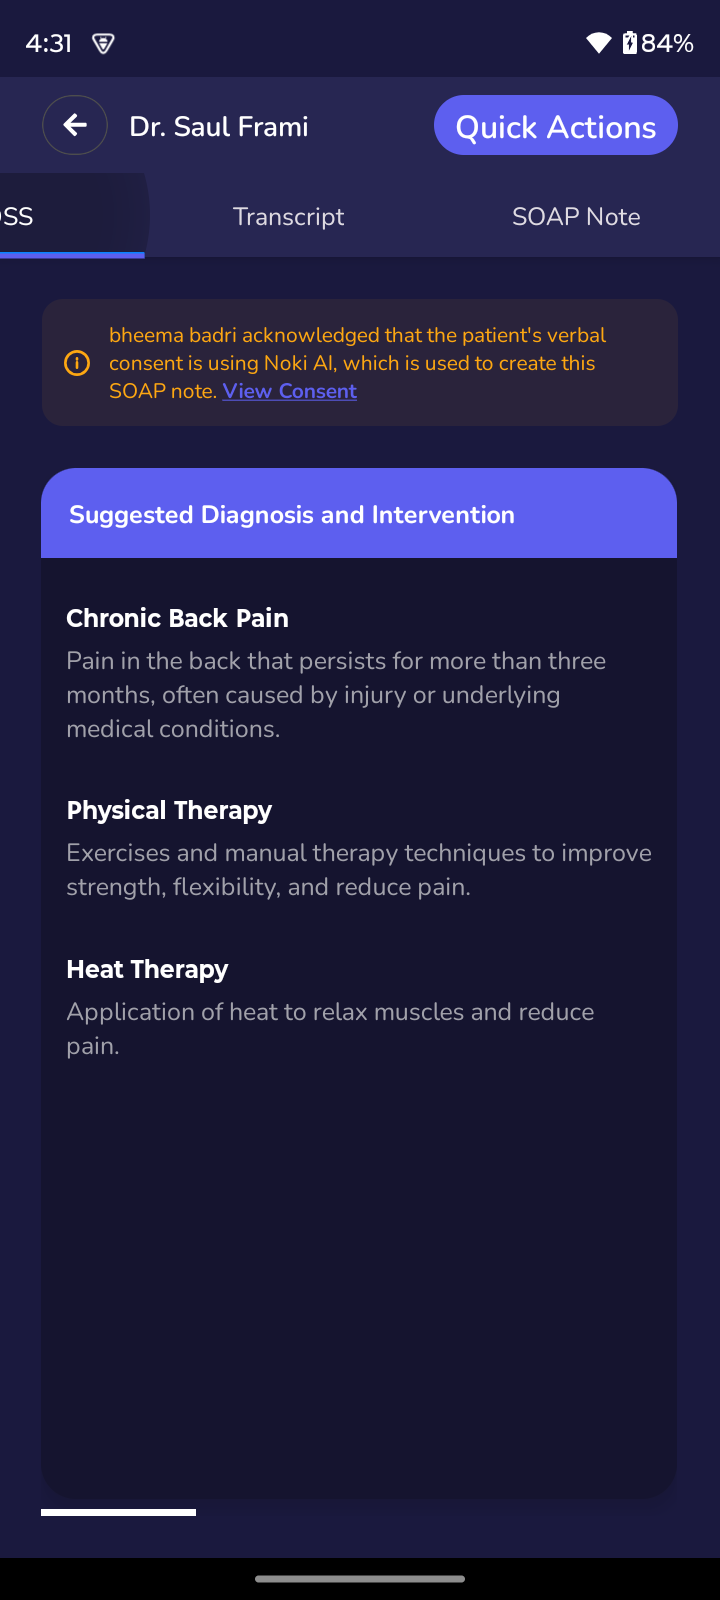 4:31
84%
Dr. Saul Frami
Quick Actions
SS
Transcript
SOAP Note
bheema badri acknowledged that the patient's verbal
consent is using Noki AI, which is used to create this
SOAP note. View Consent
Suggested Diagnosis and Intervention
Chronic Back Pain
Pain in the back that persists for more than three
months, often caused by injury or underlying
medical conditions.
Physical Therapy
Exercises and manual therapy techniques to improve
strength, flexibility, and reduce pain.
Heat Therapy
Application of heat to relax muscles and reduce
pain.